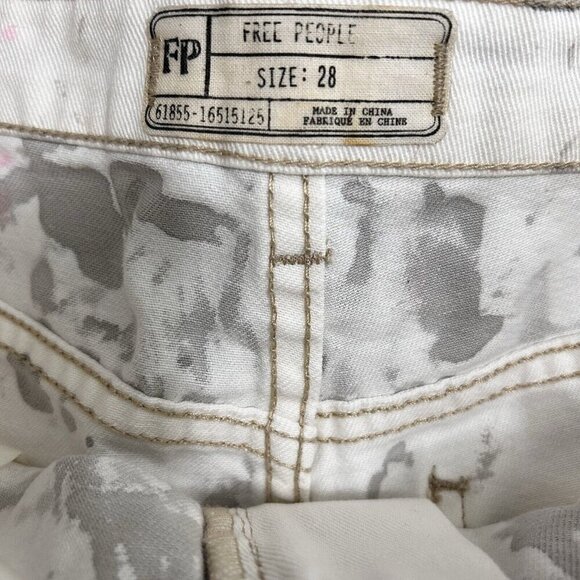 FP
FREE PEOPLE
SIZE: 28
61855-16515125
MADE IN CHINA
FABRIQUÉ EN CHINE